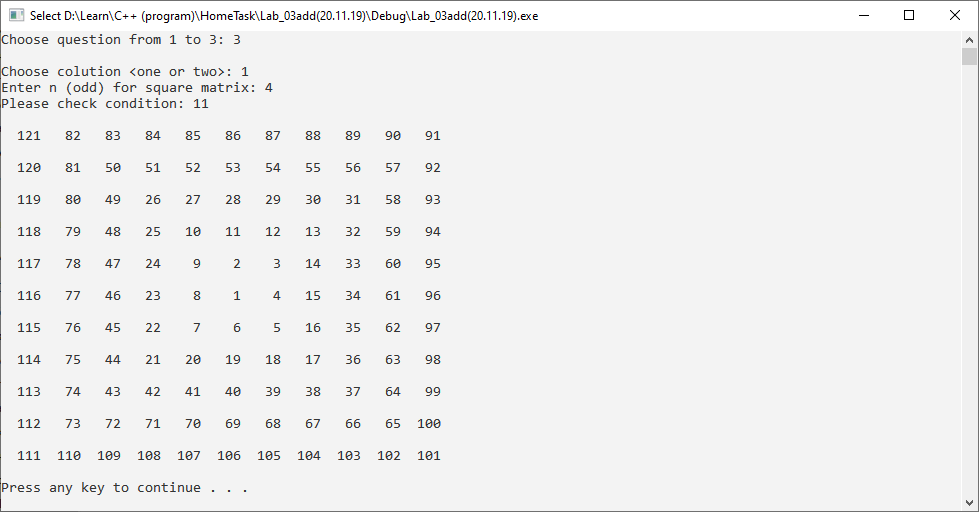 Select D:\Learn\C++ (program)\HomeTask\Lab_03add(20.11.19)\Debug\Lab_03add(20.11.19).exe
Choose question from 1 to 3: 3
Choose colution <one or two>: 1
Enter n (odd) for square matrix: 4
Please check condition: 11
121 82 83 84 85 86 87 88 89 90 91
120 81 50 51 52 53 54 55 56 57 92
119 80 49 26 27 28 29 30 31 58 93
118 79 48 25 10 11 12 13 32 59 94
117 78 47 24 9 2 3 14 33 60 95
116 77 46 23 8 1 4 15 34 61 96
115 76 45 22 7 6 5 16 35 62 97
114 75 44 21 20 19 18 17 36 63 98
113 74 43 42 41 40 39 38 37 64 99
112 73 72 71 70 69 68 67 66 65 100
111 110 109 108 107 106 105 104 103 102 101
Press any key to continue . . .